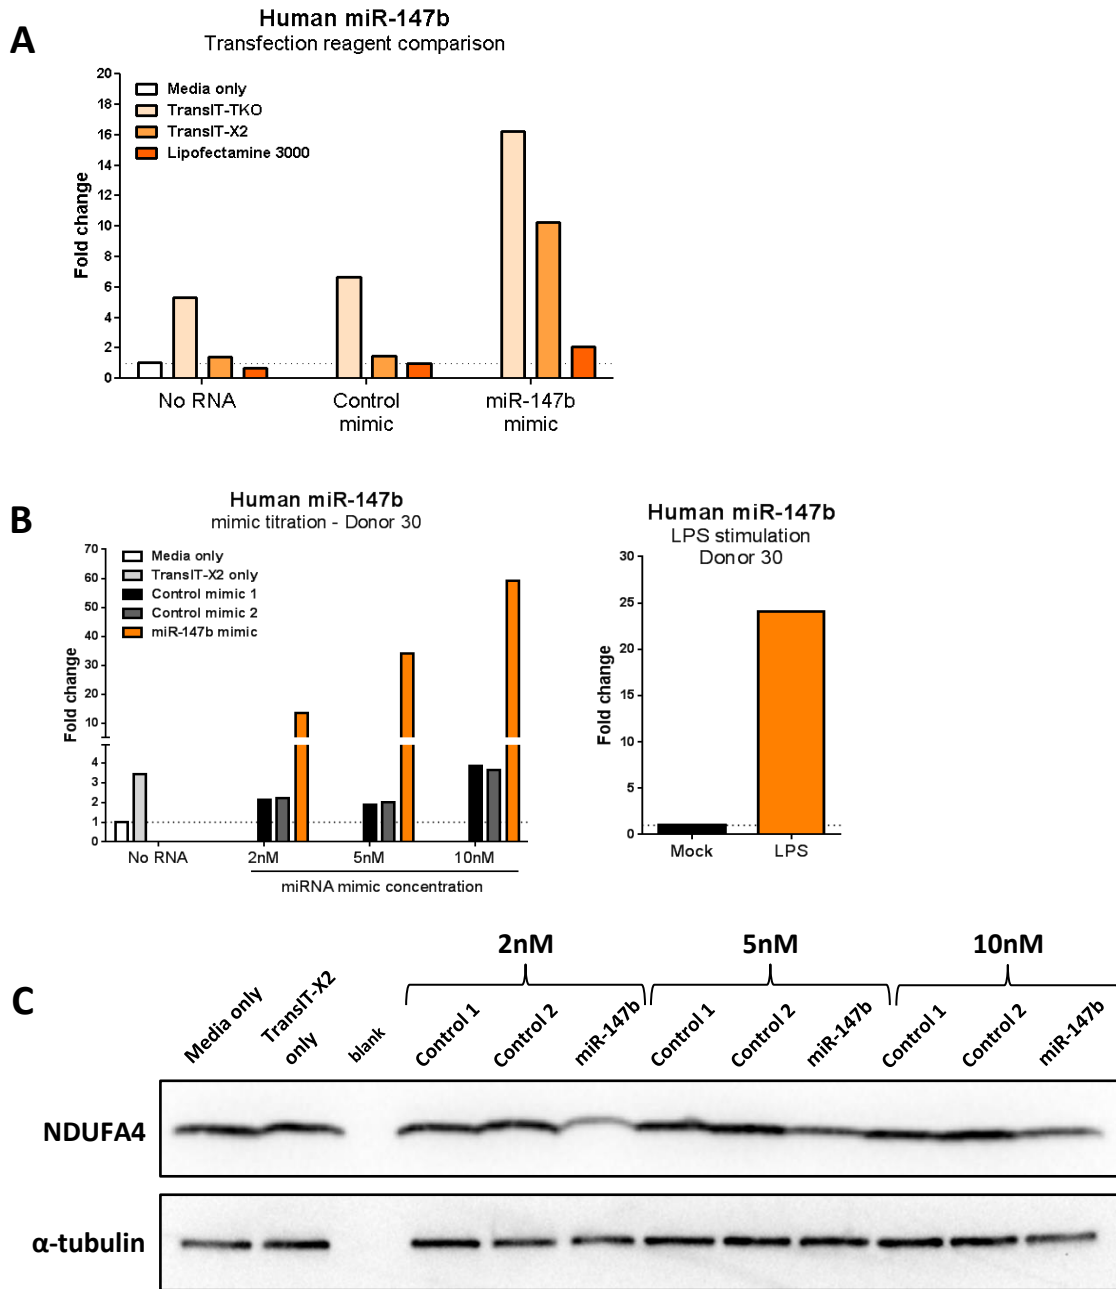 A
Human miR-147b
Transfection reagent comparison
Media only
TransIT-TKO
TransIT-X2
Lipofectamine 3000
Fold change
20
18
16
14
12
10
8
6
4
2
0
No RNA
Control
mimic
miR-147b
mimic
B
Human miR-147b
mimic titration - Donor 30
Media only
TransIT-X2 only
Control mimic 1
Control mimic 2
miR-147b mimic
Fold change
70
60
50
40
30
20
10
4
3
2
1
0
No RNA
2nM
5nM
10nM
miRNA mimic concentration
Human miR-147b
LPS stimulation
Donor 30
Fold change
30
25
20
15
10
5
0
Mock
LPS
C
2nM
5nM
10nM
Media only
TransIT-X2
only
blank
Control 1
Control 2
miR-147b
Control 1
Control 2
miR-147b
Control 1
Control 2
miR-147b
NDUFA4
α-tubulin